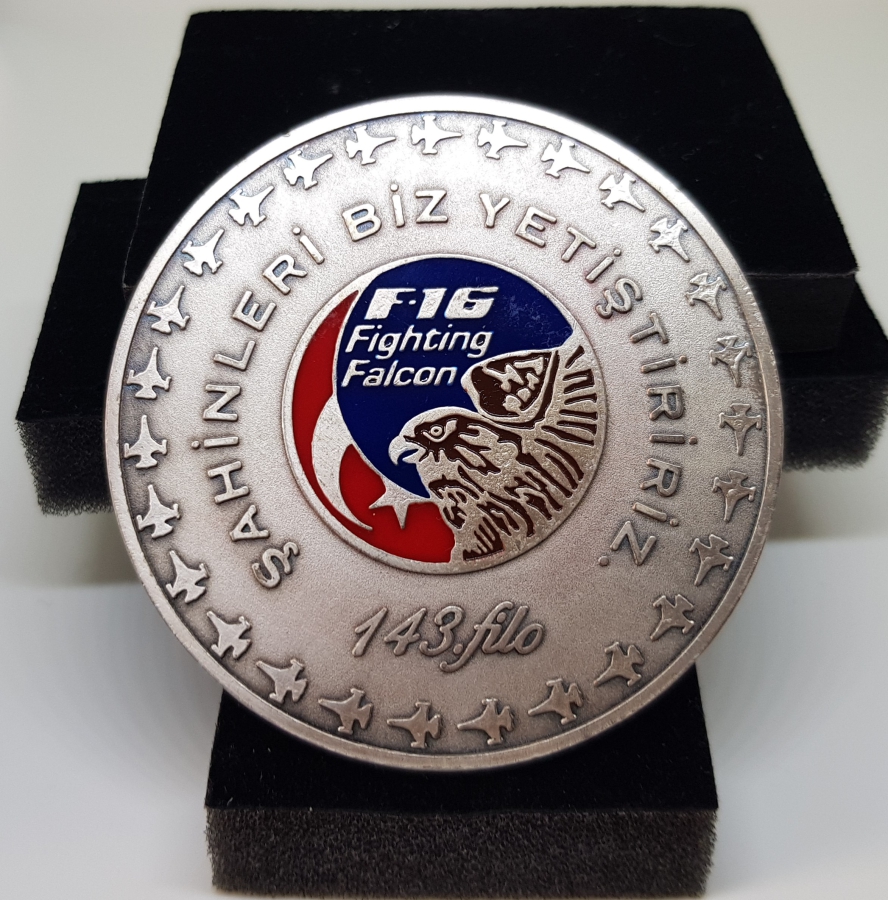 ŞAHİNLERİ BİZ YETİŞTİRİRİZ.
F-16
Fighting
Falcon
143.filo